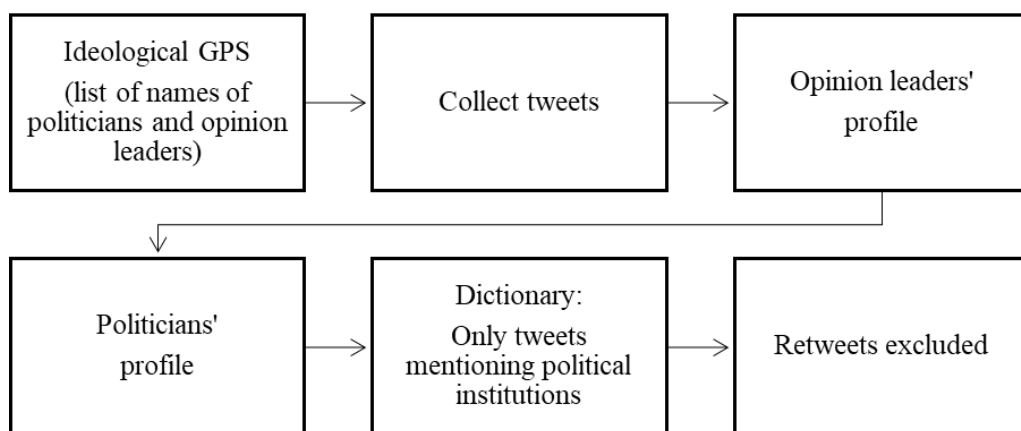 Ideological GPS
(list of names of
politicians and opinion
leaders)
Collect tweets
Opinion leaders'
profile
Politicians'
profile
Dictionary:
Only tweets
mentioning political
institutions
Retweets excluded